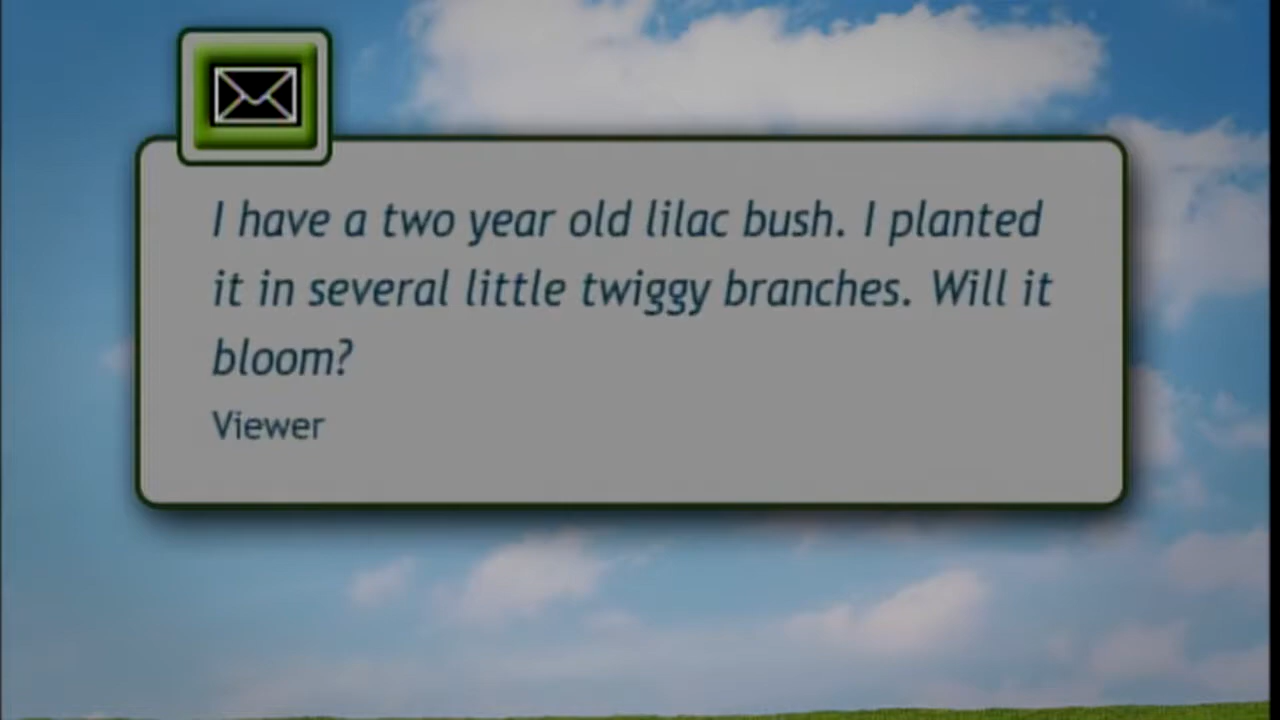 I have a two year old lilac bush. I planted
it in several little twiggy branches. Will it
bloom?
Viewer